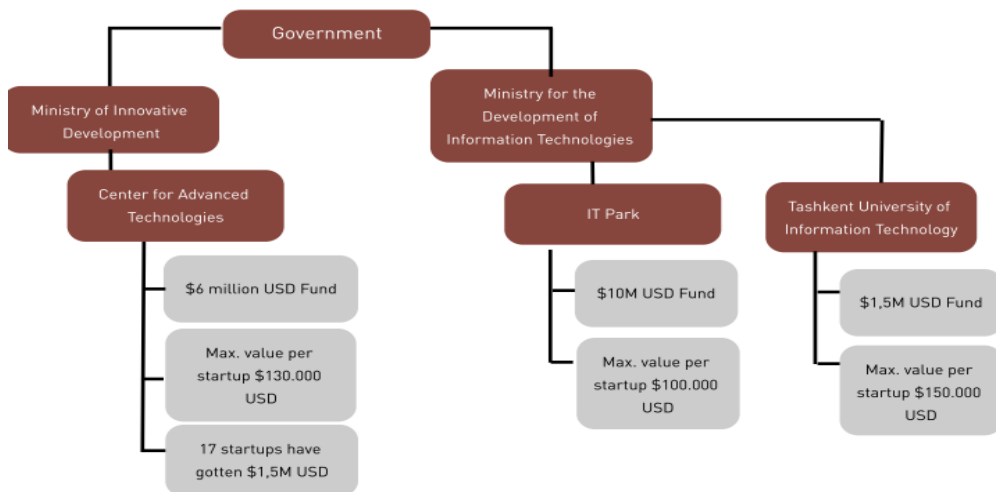 Government
Ministry of Innovative
Development
Ministry for the
Development of
Information Technologies
Center for Advanced
Technologies
IT Park
Tashkent University of
Information Technology
$6 million USD Fund
Max. value per
startup $130.000
USD
17 startups have
gotten $1,5M USD
$10M USD Fund
Max. value per
startup $100.000
USD
$1,5M USD Fund
Max. value per
startup $150.000
USD